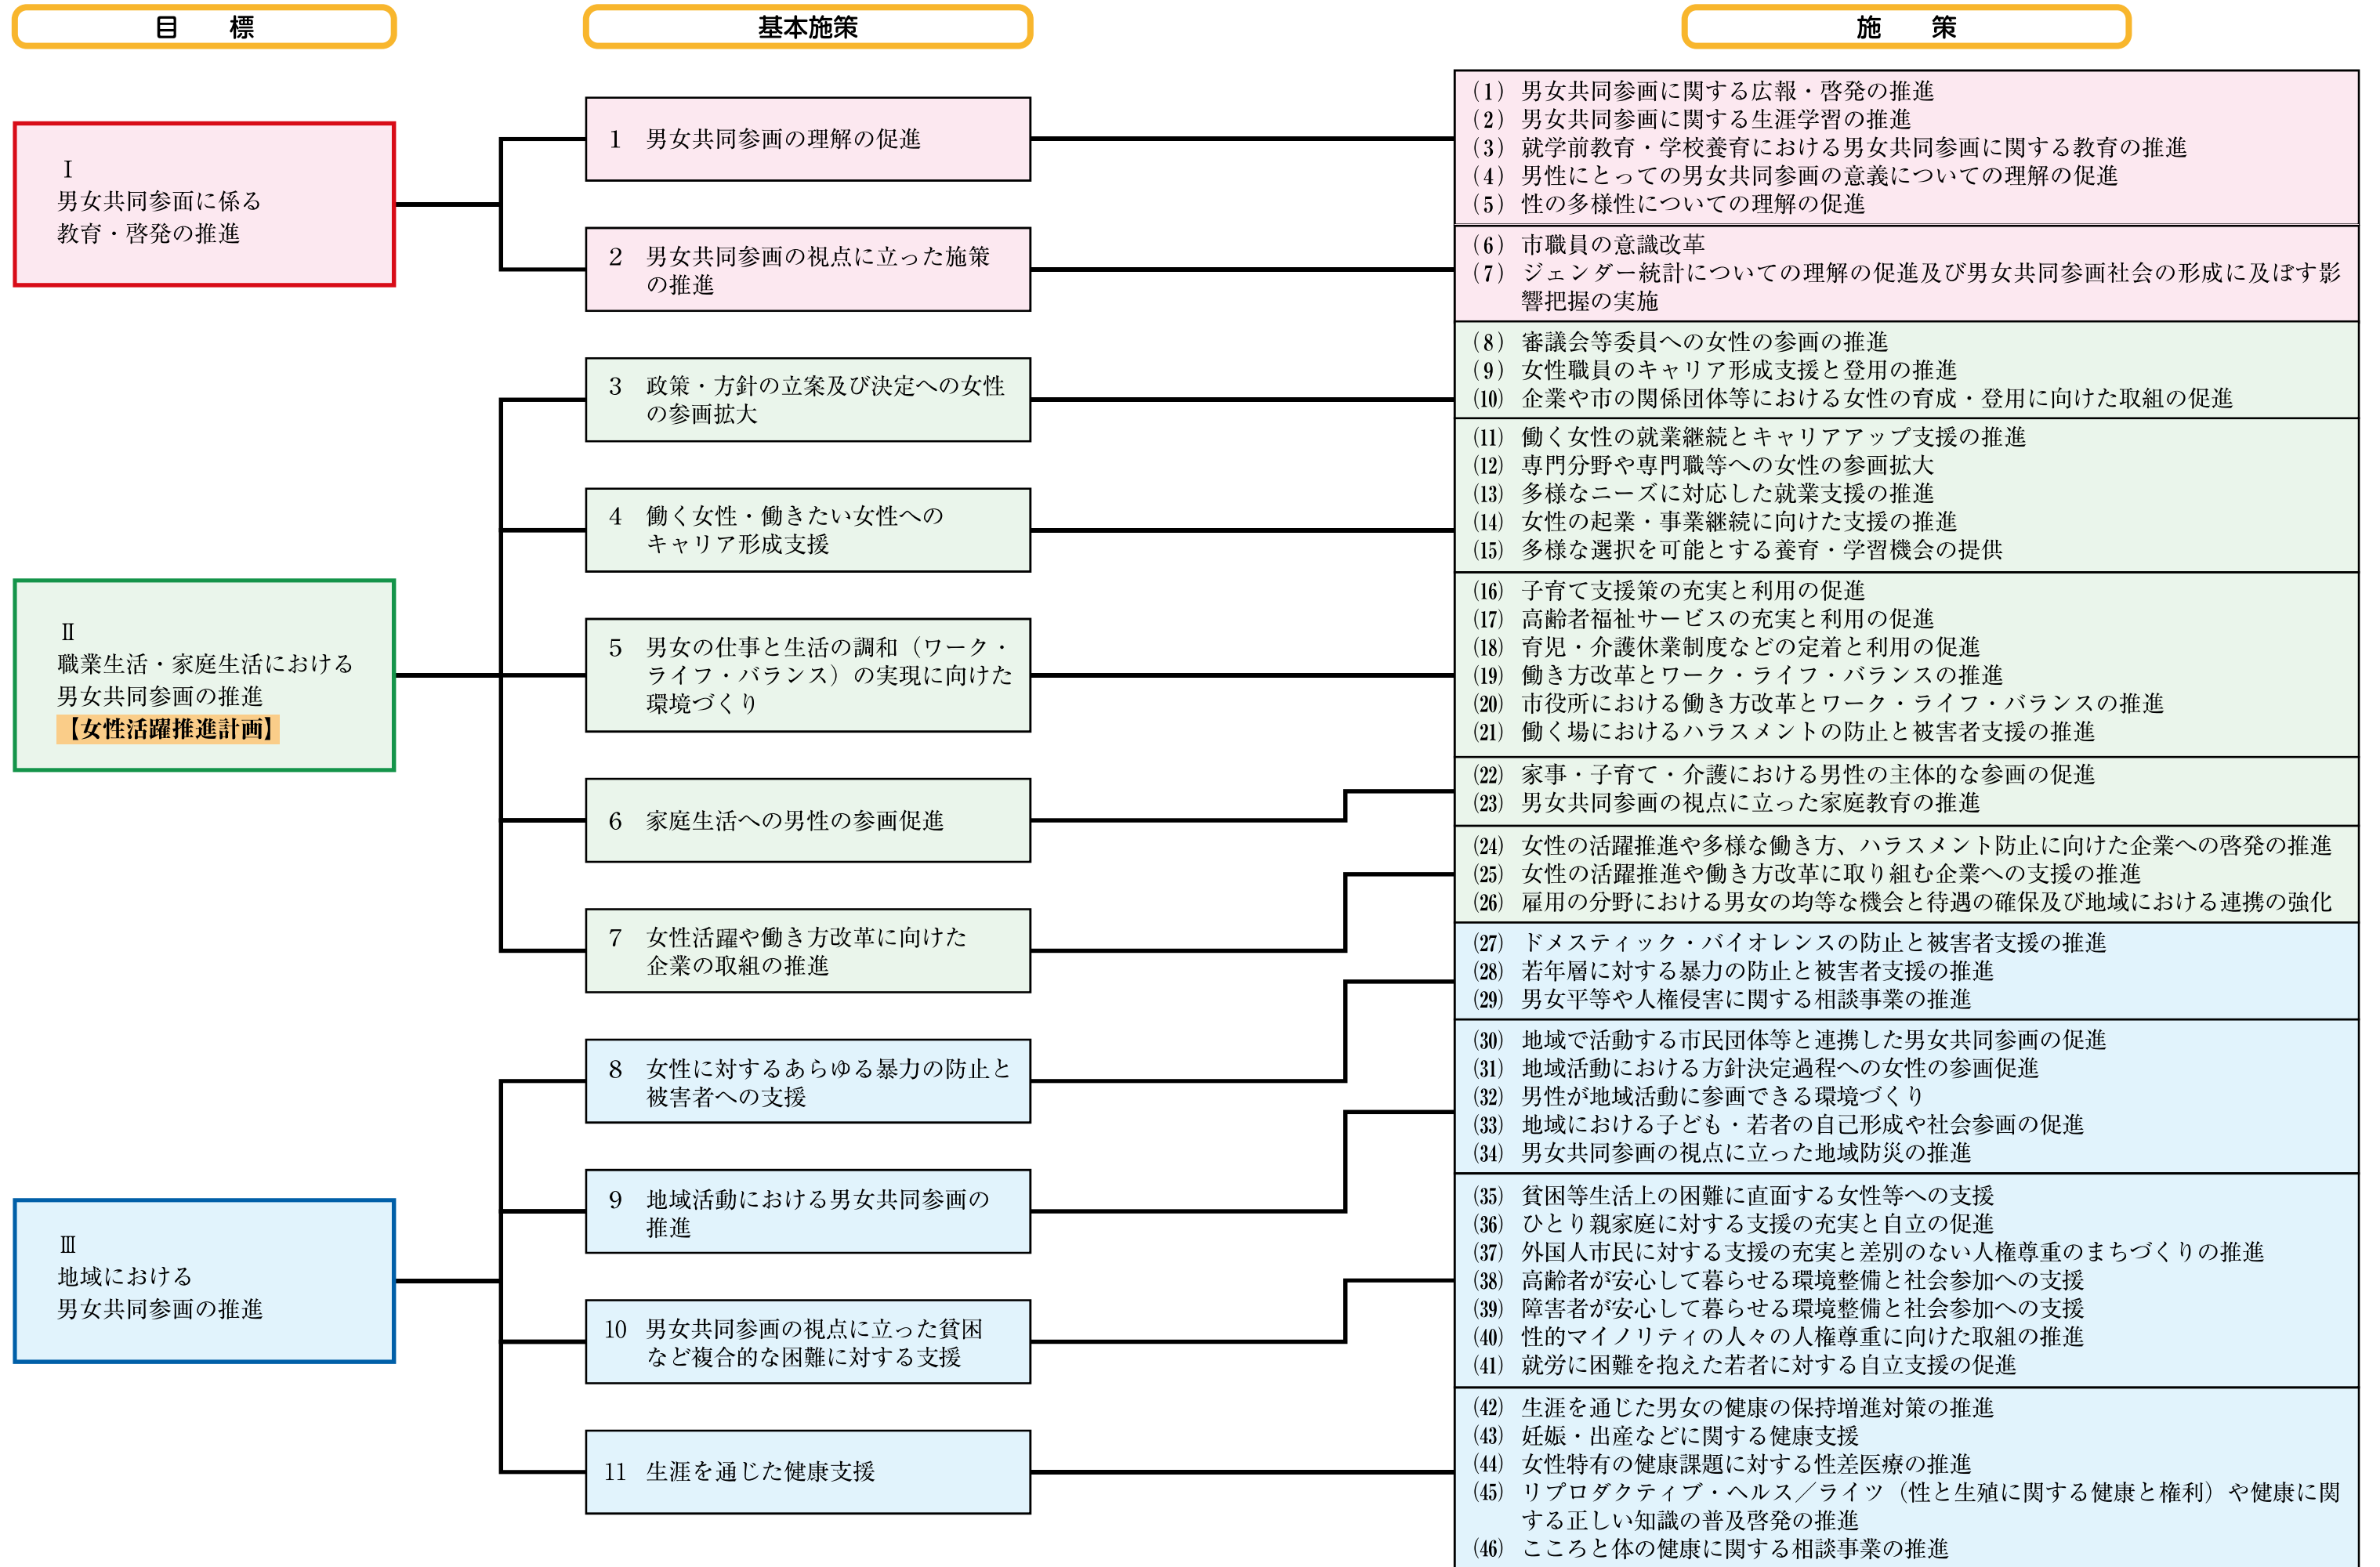 目　標
基本施策
施　策
Ⅰ
男女共同参面に係る
教育・啓発の推進
1　男女共同参画の理解の促進
2　男女共同参画の視点に立った施策
の推進
(1)　男女共同参画に関する広報・啓発の推進
(2)　男女共同参画に関する生涯学習の推進
(3)　就学前教育・学校養育における男女共同参画に関する教育の推進
(4)　男性にとっての男女共同参画の意義についての理解の促進
(5)　性の多様性についての理解の促進
(6)　市職員の意識改革
(7)　ジェンダー統計についての理解の促進及び男女共同参画社会の形成に及ぼす影
響把握の実施
Ⅱ
職業生活・家庭生活における
男女共同参画の推進
【女性活躍推進計画】
3　政策・方針の立案及び決定への女性
の参画拡大
4　働く女性・働きたい女性への
キャリア形成支援
5　男女の仕事と生活の調和（ワーク・
ライフ・バランス）の実現に向けた
環境づくり
6　家庭生活への男性の参画促進
7　女性活躍や働き方改革に向けた
企業の取組の推進
(8)　審議会等委員への女性の参画の推進
(9)　女性職員のキャリア形成支援と登用の推進
(10)　企業や市の関係団体等における女性の育成・登用に向けた取組の促進
(11)　働く女性の就業継続とキャリアアップ支援の推進
(12)　専門分野や専門職等への女性の参画拡大
(13)　多様なニーズに対応した就業支援の推進
(14)　女性の起業・事業継続に向けた支援の推進
(15)　多様な選択を可能とする養育・学習機会の提供
(16)　子育て支援策の充実と利用の促進
(17)　高齢者福祉サービスの充実と利用の促進
(18)　育児・介護休業制度などの定着と利用の促進
(19)　働き方改革とワーク・ライフ・バランスの推進
(20)　市役所における働き方改革とワーク・ライフ・バランスの推進
(21)　働く場におけるハラスメントの防止と被害者支援の推進
(22)　家事・子育て・介護における男性の主体的な参画の促進
(23)　男女共同参画の視点に立った家庭教育の推進
(24)　女性の活躍推進や多様な働き方、ハラスメント防止に向けた企業への啓発の推進
(25)　女性の活躍推進や働き方改革に取り組む企業への支援の推進
(26)　雇用の分野における男女の均等な機会と待遇の確保及び地域における連携の強化
Ⅲ
地域における
男女共同参画の推進
8　女性に対するあらゆる暴力の防止と
被害者への支援
9　地域活動における男女共同参画の
推進
10　男女共同参画の視点に立った貧困
など複合的な困難に対する支援
11　生涯を通じた健康支援
(27)　ドメスティック・バイオレンスの防止と被害者支援の推進
(28)　若年層に対する暴力の防止と被害者支援の推進
(29)　男女平等や人権侵害に関する相談事業の推進
(30)　地域で活動する市民団体等と連携した男女共同参画の促進
(31)　地域活動における方針決定過程への女性の参画促進
(32)　男性が地域活動に参画できる環境づくり
(33)　地域における子ども・若者の自己形成や社会参画の促進
(34)　男女共同参画の視点に立った地域防災の推進
(35)　貧困等生活上の困難に直面する女性等への支援
(36)　ひとり親家庭に対する支援の充実と自立の促進
(37)　外国人市民に対する支援の充実と差別のない人権尊重のまちづくりの推進
(38)　高齢者が安心して暮らせる環境整備と社会参加への支援
(39)　障害者が安心して暮らせる環境整備と社会参加への支援
(40)　性的マイノリティの人々の人権尊重に向けた取組の推進
(41)　就労に困難を抱えた若者に対する自立支援の促進
(42)　生涯を通じた男女の健康の保持増進対策の推進
(43)　妊娠・出産などに関する健康支援
(44)　女性特有の健康課題に対する性差医療の推進
(45)　リプロダクティブ・ヘルス／ライツ（性と生殖に関する健康と権利）や健康に関
する正しい知識の普及啓発の推進
(46)　こころと体の健康に関する相談事業の推進